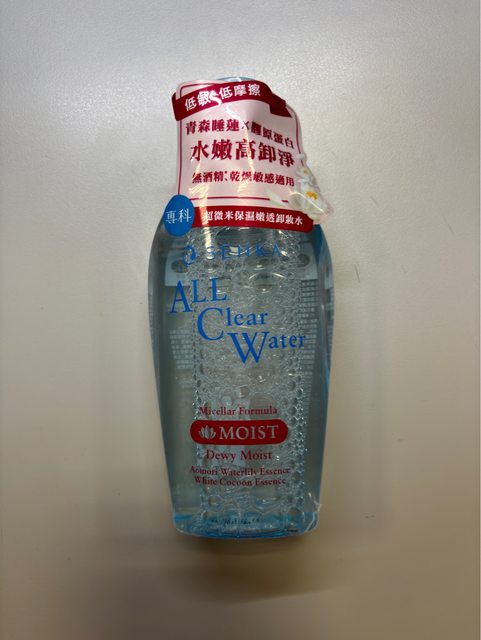 低敏 低摩擦
青森睡蓮×膠原蛋白
水嫩高卸淨
無酒精、乾燥敏感適用
專科
超微米保濕嫩透卸妝水
SENKA
ALL
Clear
Water
Micellar Formula
MOIST
Dewy Moist
Aomori Waterlily Essence
White Cocoon Essence